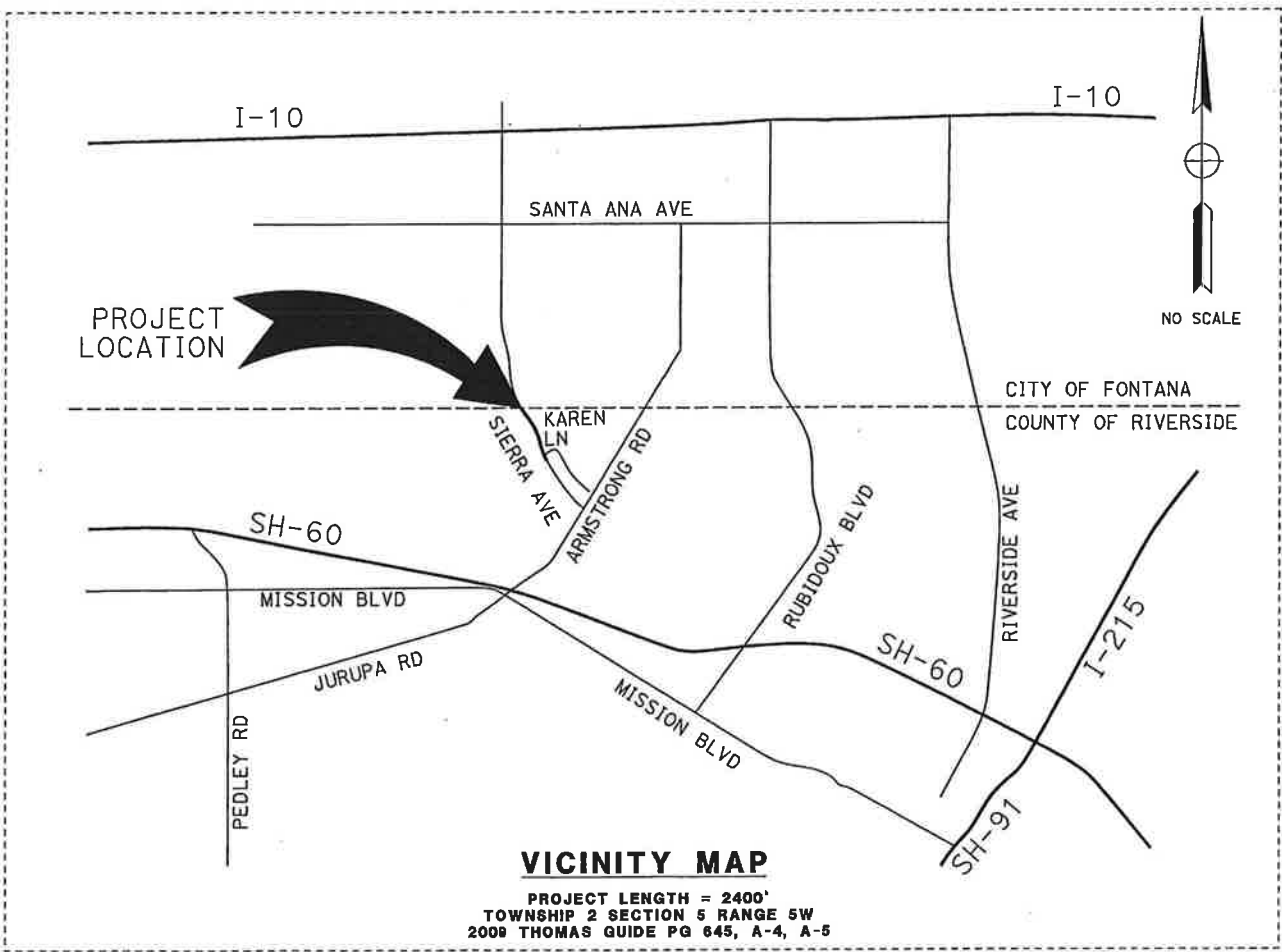 I-10
I-10
SANTA ANA AVE
PROJECT
LOCATION
NO SCALE
CITY OF FONTANA
COUNTY OF RIVERSIDE
KAREN
LN
SIERRA AVE
ARMSTRONG RD
RUBIDOUX BLVD
RIVERSIDE AVE
SH-60
MISSION BLVD
JURUPA RD
PEDLEY RD
MISSION BLVD
SH-60
I-215
SH-91
VICINITY MAP
PROJECT LENGTH = 2400'
TOWNSHIP 2 SECTION 5 RANGE 5W
2009 THOMAS GUIDE PG 645, A-4, A-5